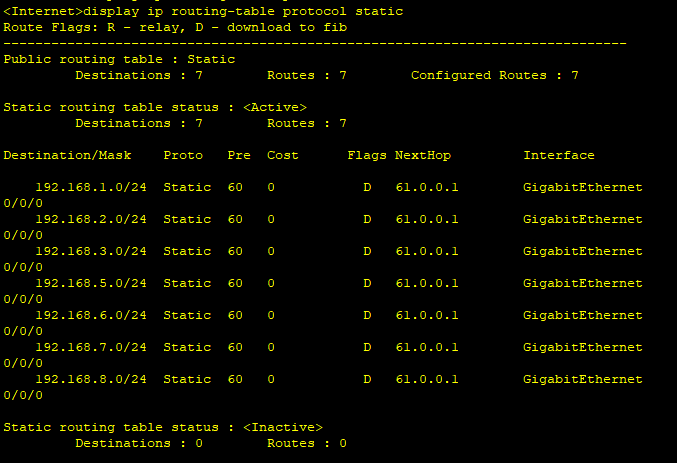 <Internet>display ip routing-table protocol static
Route Flags: R - relay, D - download to fib
------------------------------------------------------------------------------
Public routing table : Static
         Destinations : 7        Routes : 7        Configured Routes : 7

Static routing table status : <Active>
         Destinations : 7        Routes : 7

Destination/Mask    Proto   Pre  Cost      Flags NextHop         Interface

    192.168.1.0/24  Static  60   0           D   61.0.0.1        GigabitEthernet
0/0/0
    192.168.2.0/24  Static  60   0           D   61.0.0.1        GigabitEthernet
0/0/0
    192.168.3.0/24  Static  60   0           D   61.0.0.1        GigabitEthernet
0/0/0
    192.168.5.0/24  Static  60   0           D   61.0.0.1        GigabitEthernet
0/0/0
    192.168.6.0/24  Static  60   0           D   61.0.0.1        GigabitEthernet
0/0/0
    192.168.7.0/24  Static  60   0           D   61.0.0.1        GigabitEthernet
0/0/0
    192.168.8.0/24  Static  60   0           D   61.0.0.1        GigabitEthernet
0/0/0

Static routing table status : <Inactive>
         Destinations : 0        Routes : 0